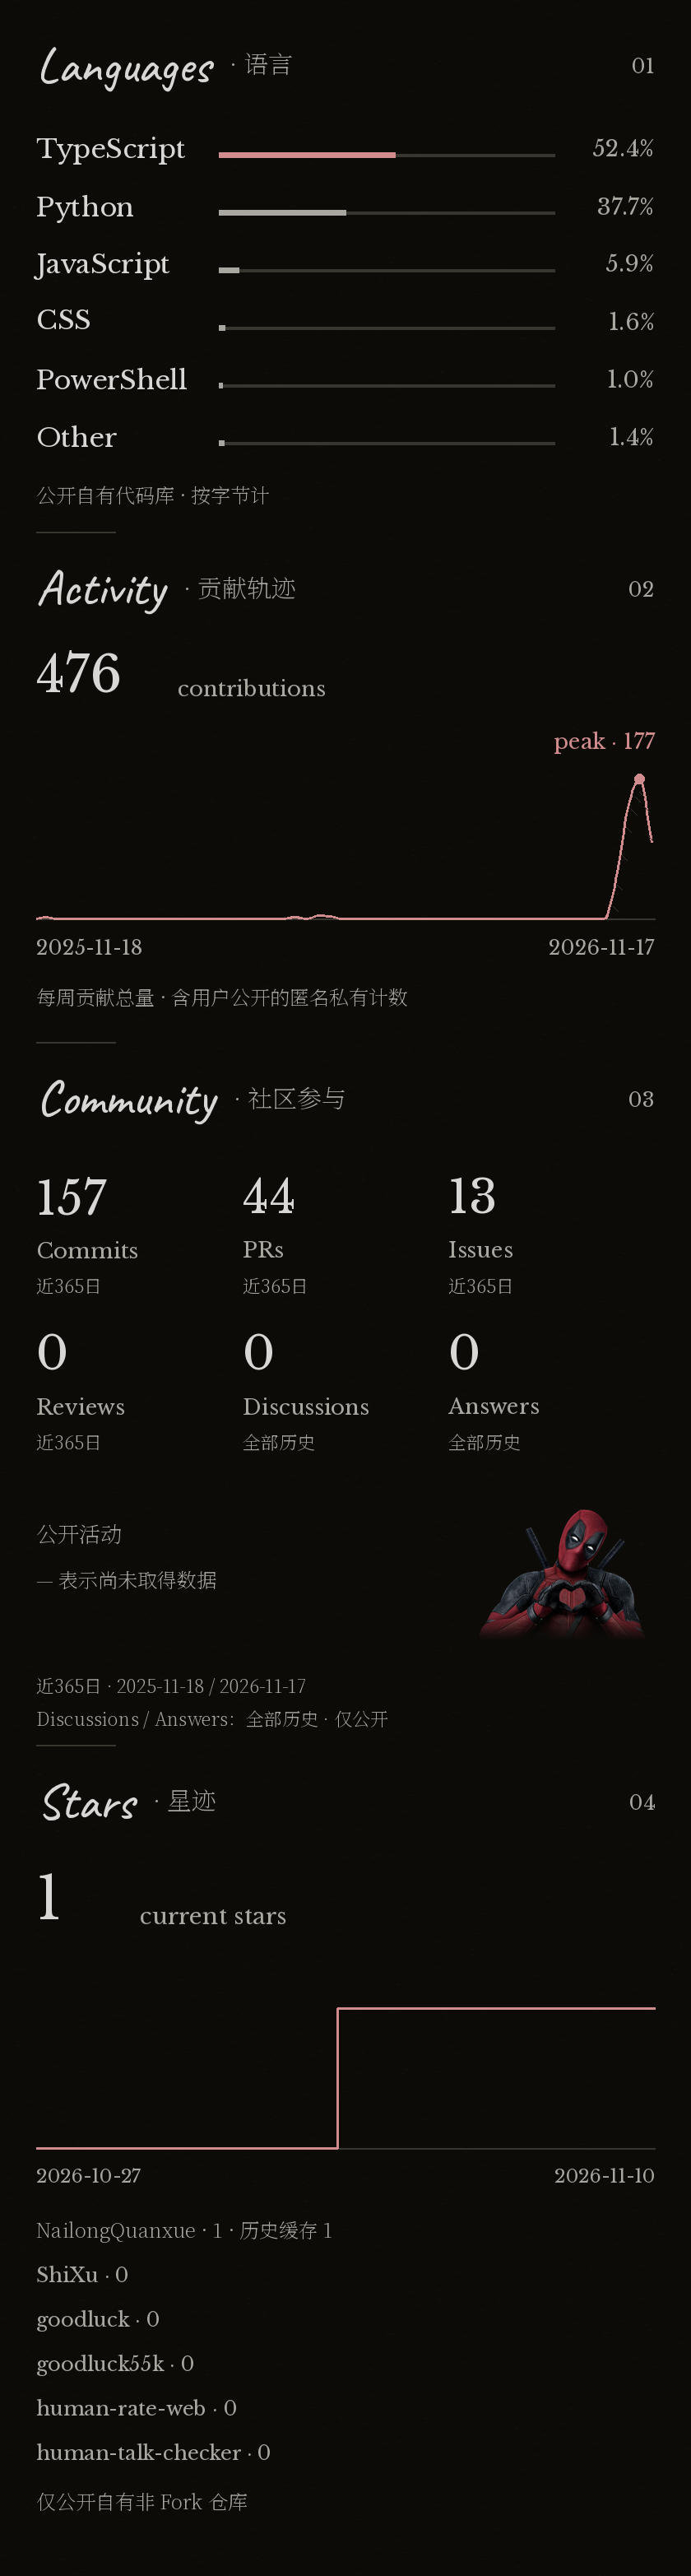 Languages · 语言 01
TypeScript 52.4%
Python 37.7%
JavaScript 5.9%
CSS 1.6%
PowerShell 1.0%
Other 1.4%
公开自有代码库 · 按字节计
Activity · 贡献轨迹 02
476 contributions
peak · 177
2025-11-18 2026-11-17
每周贡献总量 · 含用户公开的匿名私有计数
Community · 社区参与 03
157 44 13
Commits PRs Issues
近365日 近365日 近365日
0 0 0
Reviews Discussions Answers
近365日 全部历史 全部历史
公开活动
— 表示尚未取得数据
近365日 · 2025-11-18 / 2026-11-17
Discussions / Answers: 全部历史 · 仅公开
Stars · 星迹 04
1 current stars
2026-10-27 2026-11-10
NailongQuanxue · 1 · 历史缓存 1
ShiXu · 0
goodluck · 0
goodluck55k · 0
human-rate-web · 0
human-talk-checker · 0
仅公开自有非 Fork 仓库